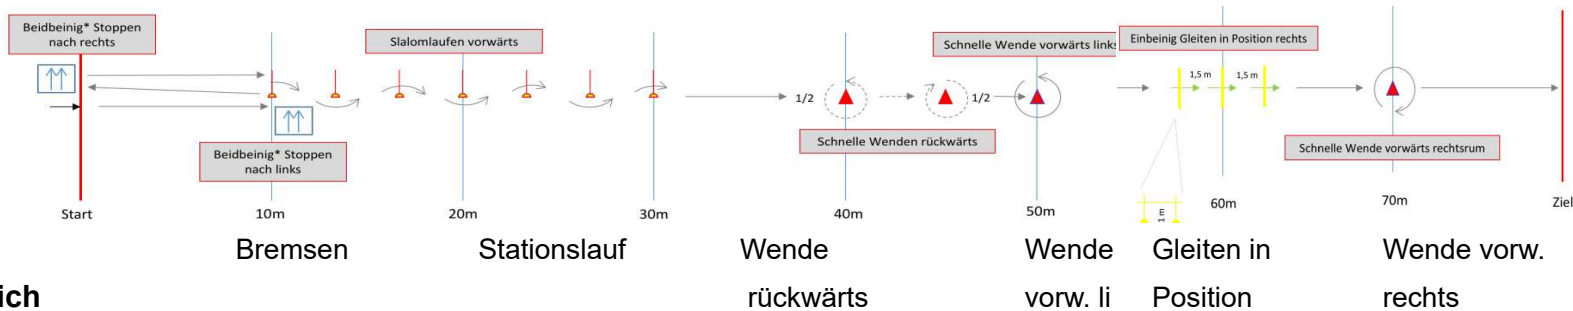 Beidbeinig* Stoppen
nach rechts
Slalomlaufen vorwärts
Schnelle Wende vorwärts links
Einbeinig Gleiten in Position rechts
1,5 m
1,5 m
1/2
1/2
Schnelle Wenden rückwärts
Beidbeinig* Stoppen
nach links
Schnelle Wende vorwärts rechtsrum
1 m
Start
10m
20m
30m
40m
50m
60m
70m
Ziel
Bremsen
Stationslauf
Wende
Wende
Gleiten in
Wende vorw.
ich
rückwärts
vorw. li
Position
rechts